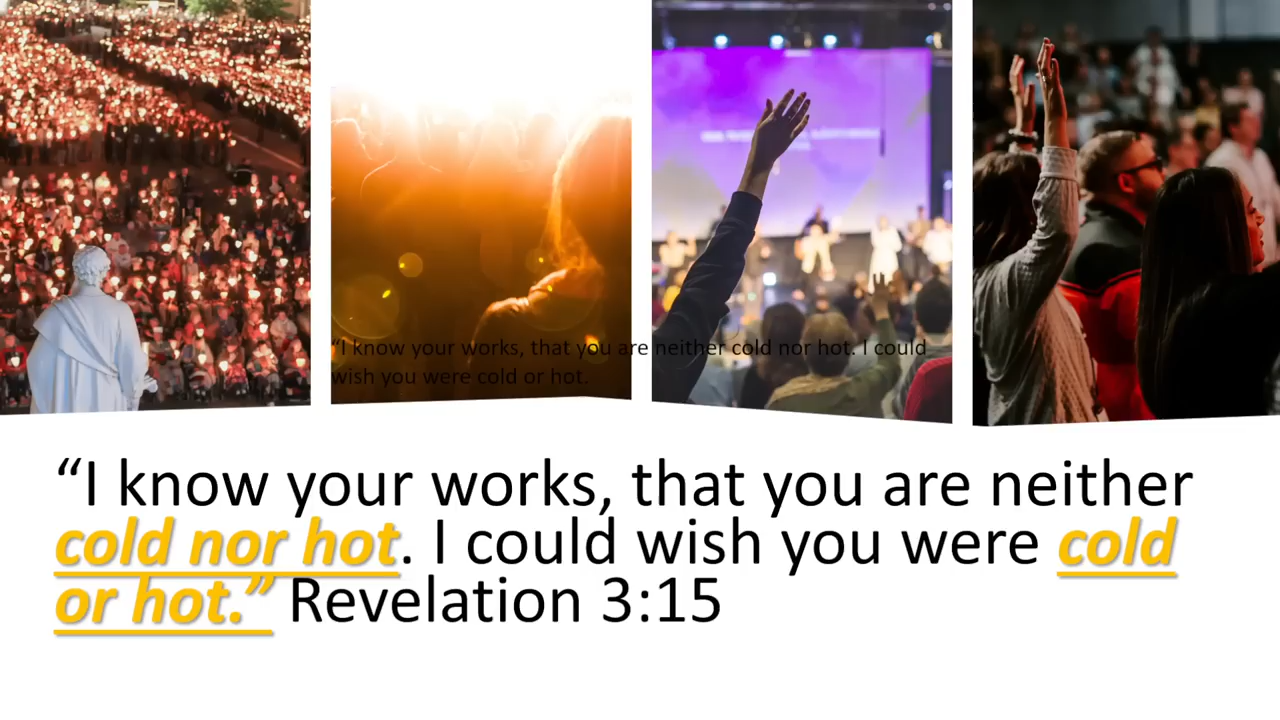 “I know your works, that you are neither cold nor hot. I could
wish you were cold or hot.
“I know your works, that you are neither
cold nor hot. I could wish you were cold
or hot.” Revelation 3:15